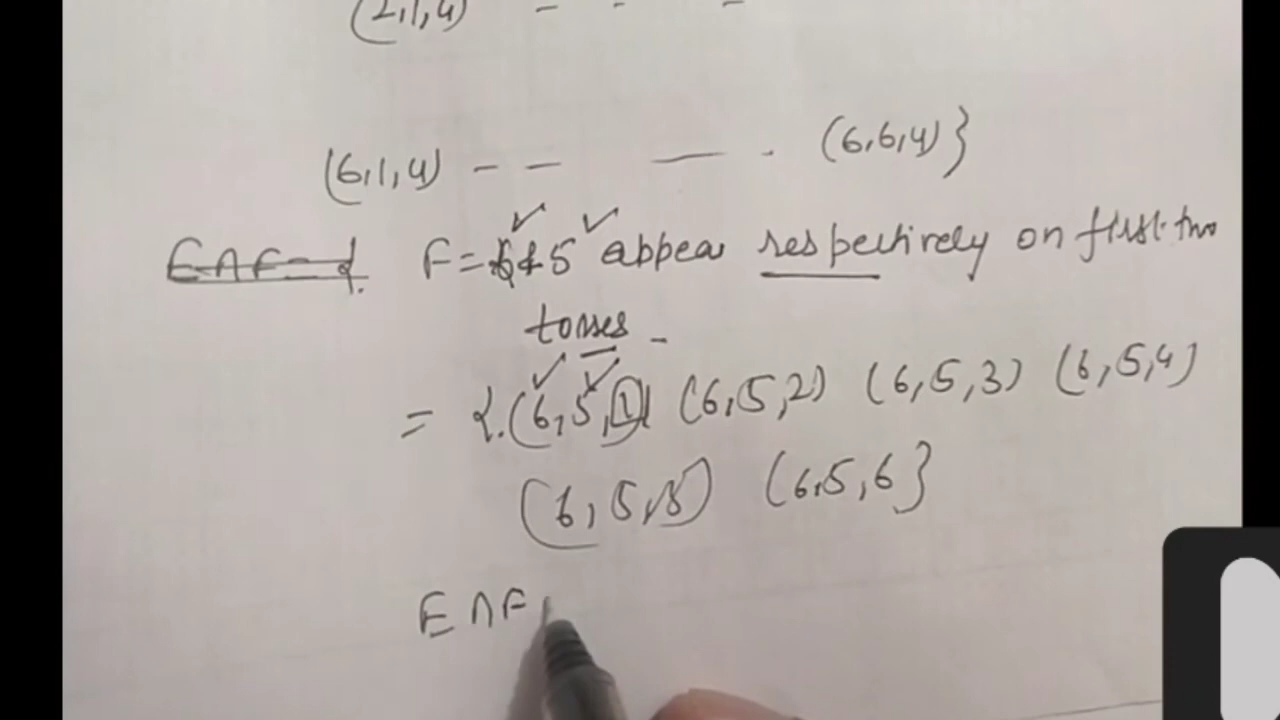 (2,1,4) - - -
(6,1,4) - - — . (6,6,4)}
E∩F={. F=6&5 appear respectively on first two
tosses -
= {.(6,5,1) (6,5,2) (6,5,3) (6,5,4)
(6,5,5) (6,5,6}
E∩F